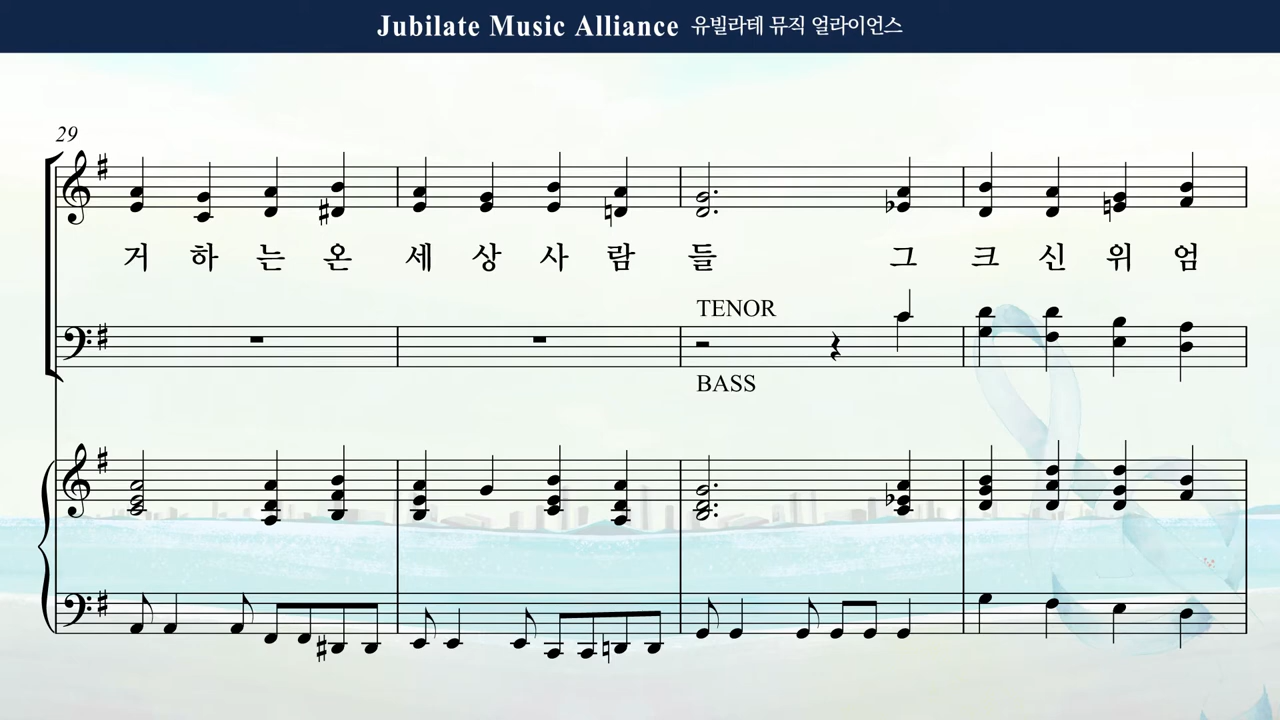 Jubilate Music Alliance 유빌라테 뮤직 얼라이언스
29
거 하 는 온 세 상 사 람 들 그 크 신 위 엄
TENOR
BASS